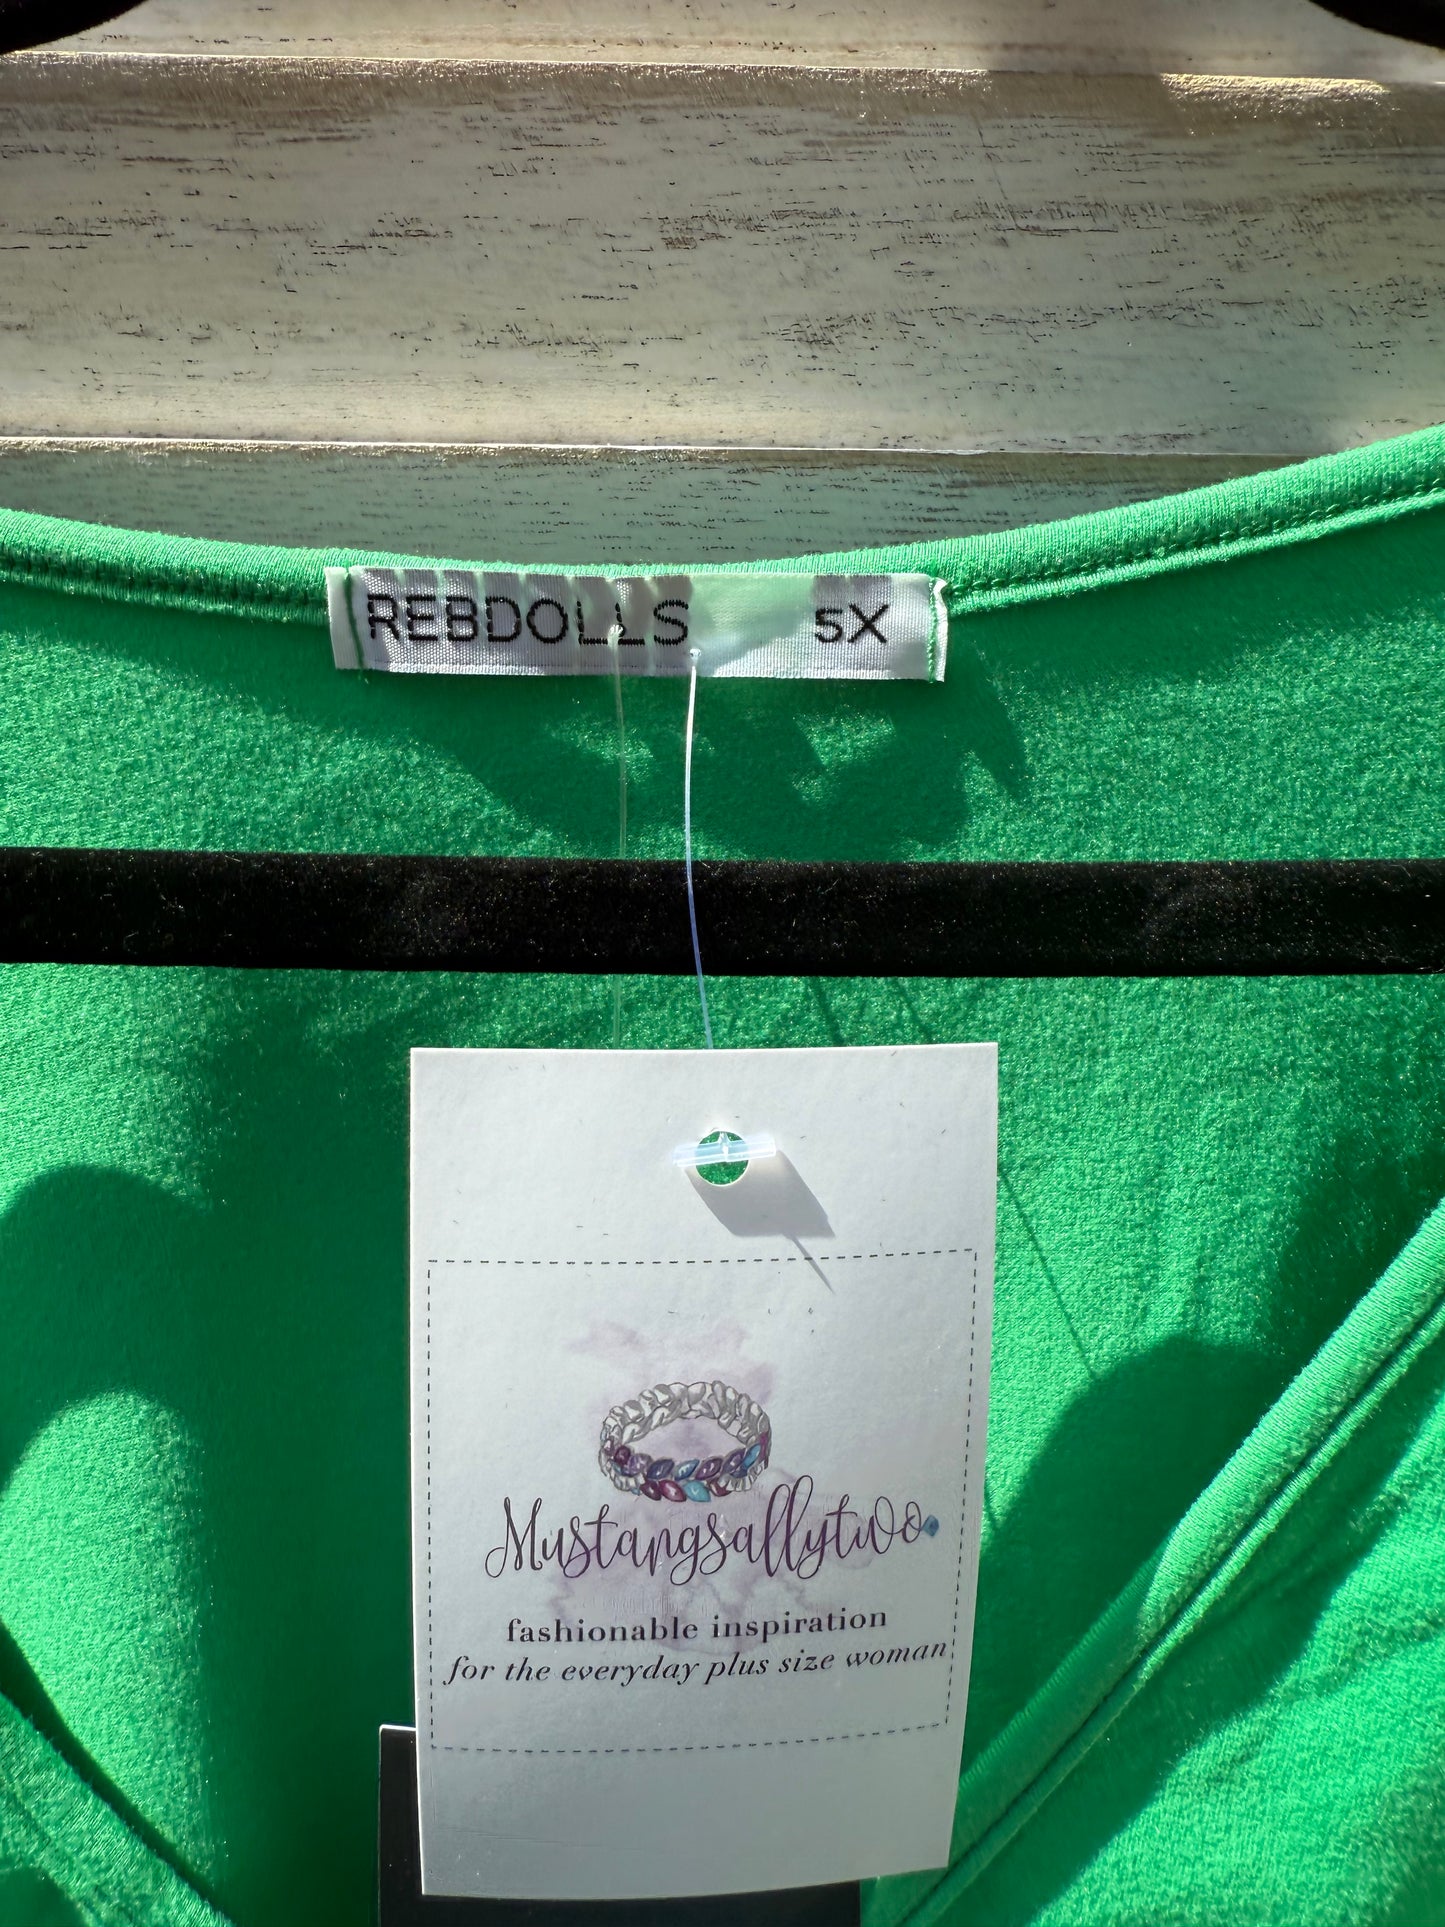 REBDOLLS 5X
Mustangsallytwo
fashionable inspiration
for the everyday plus size woman